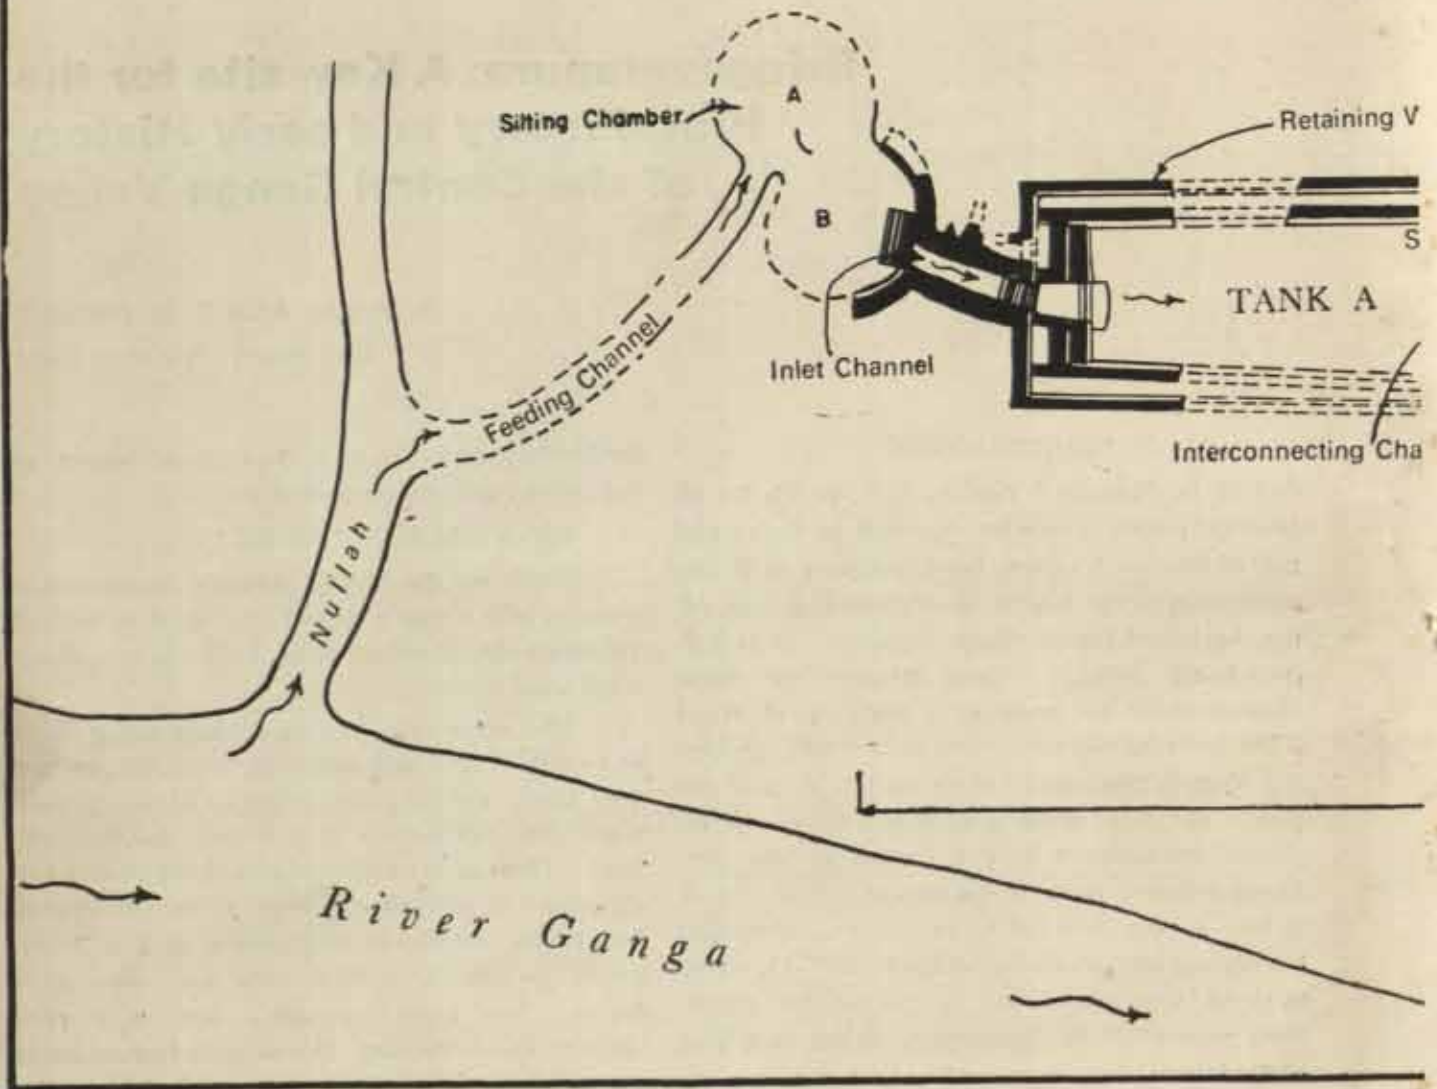 Silting Chamber
A
B
Retaining
S
TANK A
Inlet Channel
Feeding Channel
Interconnecting Cha
Nullah
River Ganga